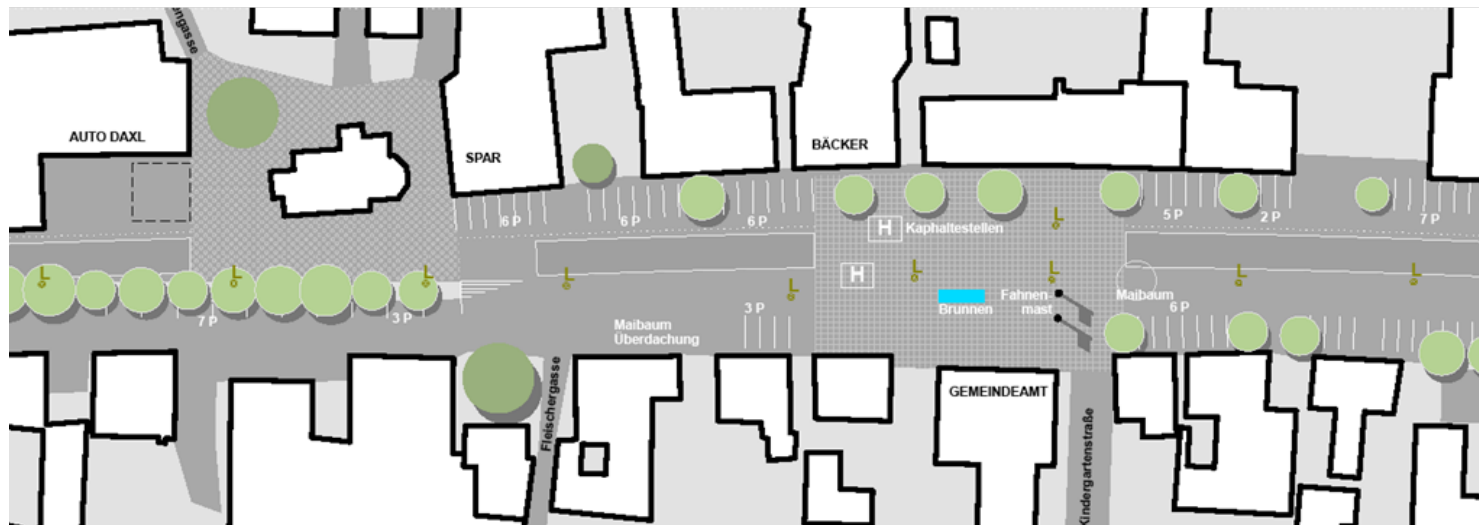 engasse
AUTO DAXL
SPAR
BÄCKER
6 P
6 P
6 P
5 P
2 P
7 P
H
Kaphaltestellen
L
L
L
L
L
L
L
L
L
L
H
Brunnen
Fahnen-
mast
Maibaum
7 P
3 P
3 P
6 P
Maibaum
Überdachung
Fleischergasse
GEMEINDEAMT
Kindergartenstraße